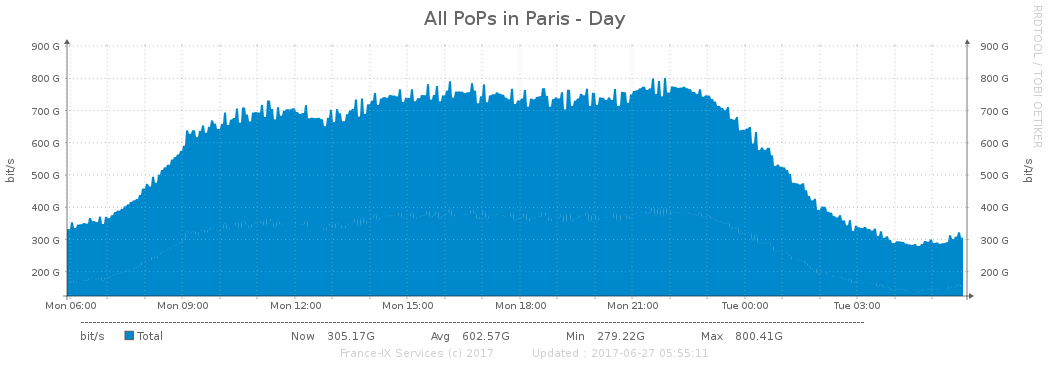 All PoPs in Paris - Day
RRDTOOL / TOBI OETIKER
900 G 900 G
800 G 800 G
700 G 700 G
600 G 600 G
500 G 500 G
400 G 400 G
300 G 300 G
200 G 200 G
bit/s bit/s
Mon 06:00 Mon 09:00 Mon 12:00 Mon 15:00 Mon 18:00 Mon 21:00 Tue 00:00 Tue 03:00
bit/s Total Now 305.17G Avg 602.57G Min 279.22G Max 800.41G
France-IX Services (c) 2017 Updated : 2017-06-27 05:55:11